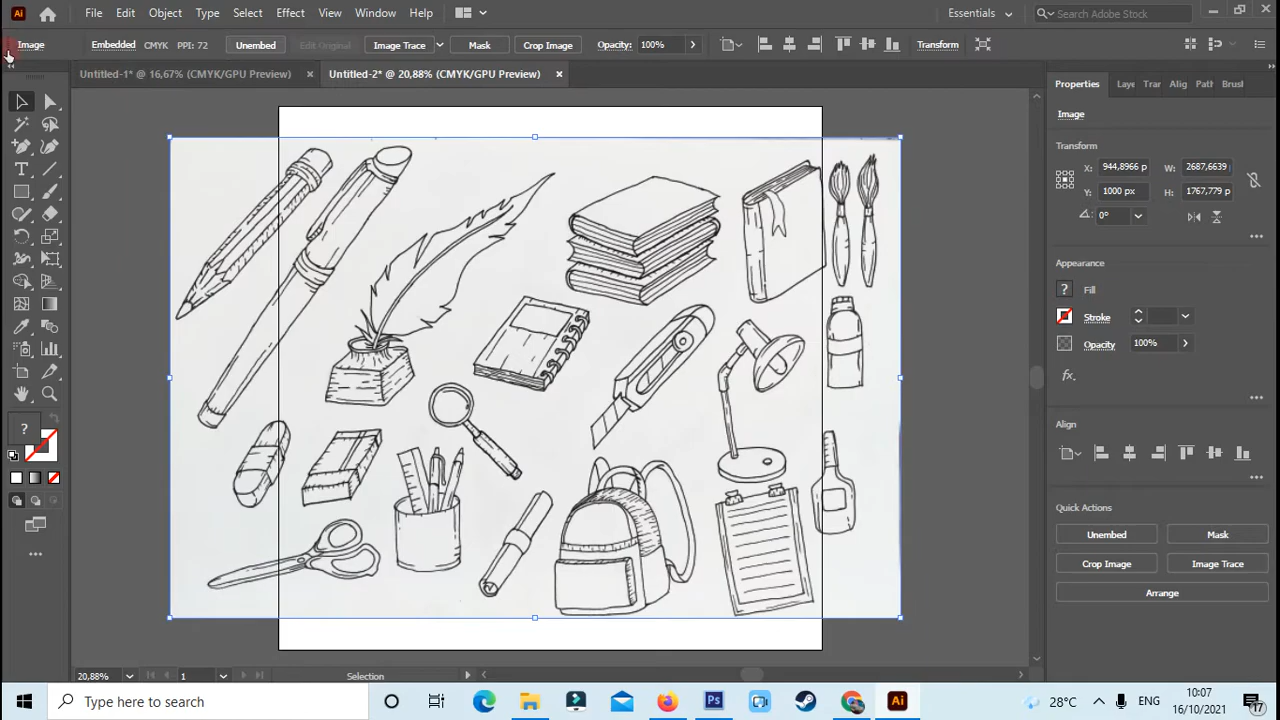 Ai File Edit Object Type Select Effect View Window Help Essentials Search Adobe Stock
Image Embedded CMYK PPI: 72 Unembed Edit Original Image Trace Mask Crop Image Opacity: 100% Transform
Untitled-1* @ 16,67% (CMYK/GPU Preview) × Untitled-2* @ 20,88% (CMYK/GPU Preview) ×
Properties Laye Trar Alig Path Brusl
Image
Transform
X: 944,8966 p W: 2687,6639
Y: 1000 px H: 1767,779 p
0°
Appearance
? Fill
Stroke
Opacity 100%
fx
Align
?
Quick Actions
Unembed Mask
Crop Image Image Trace
Arrange
20,88% 1 Selection
Type here to search Ps Ai 28°C ENG 10:07
16/10/2021 17